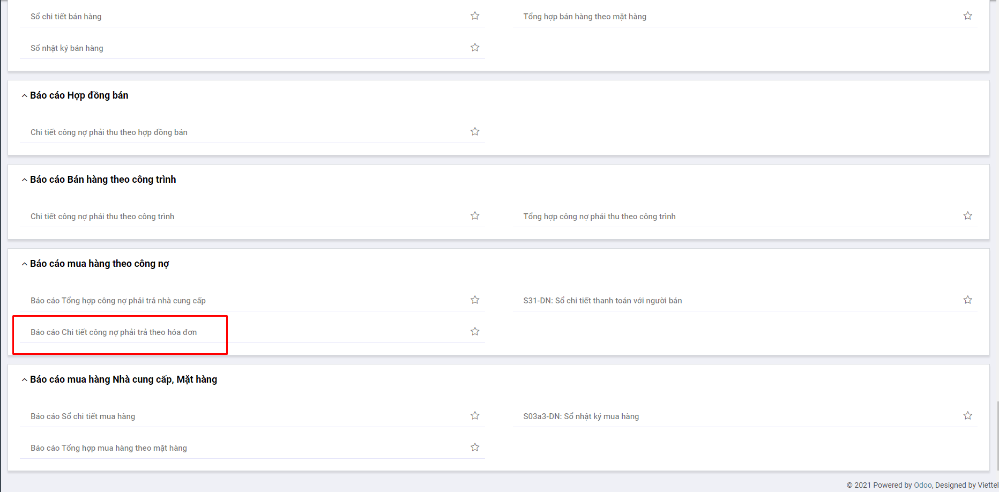 Sổ chi tiết bán hàng
Tổng hợp bán hàng theo mặt hàng
Sổ nhật ký bán hàng
Báo cáo Hợp đồng bán
Chi tiết công nợ phải thu theo hợp đồng bán
Báo cáo Bán hàng theo công trình
Chi tiết công nợ phải thu theo công trình
Tổng hợp công nợ phải thu theo công trình
Báo cáo mua hàng theo công nợ
Báo cáo Tổng hợp công nợ phải trả nhà cung cấp
S31-DN: Sổ chi tiết thanh toán với người bán
Báo cáo Chi tiết công nợ phải trả theo hóa đơn
Báo cáo mua hàng Nhà cung cấp, Mặt hàng
Báo cáo Sổ chi tiết mua hàng
S03a3-DN: Sổ nhật ký mua hàng
Báo cáo Tổng hợp mua hàng theo mặt hàng
© 2021 Powered by Odoo, Designed by Viettel